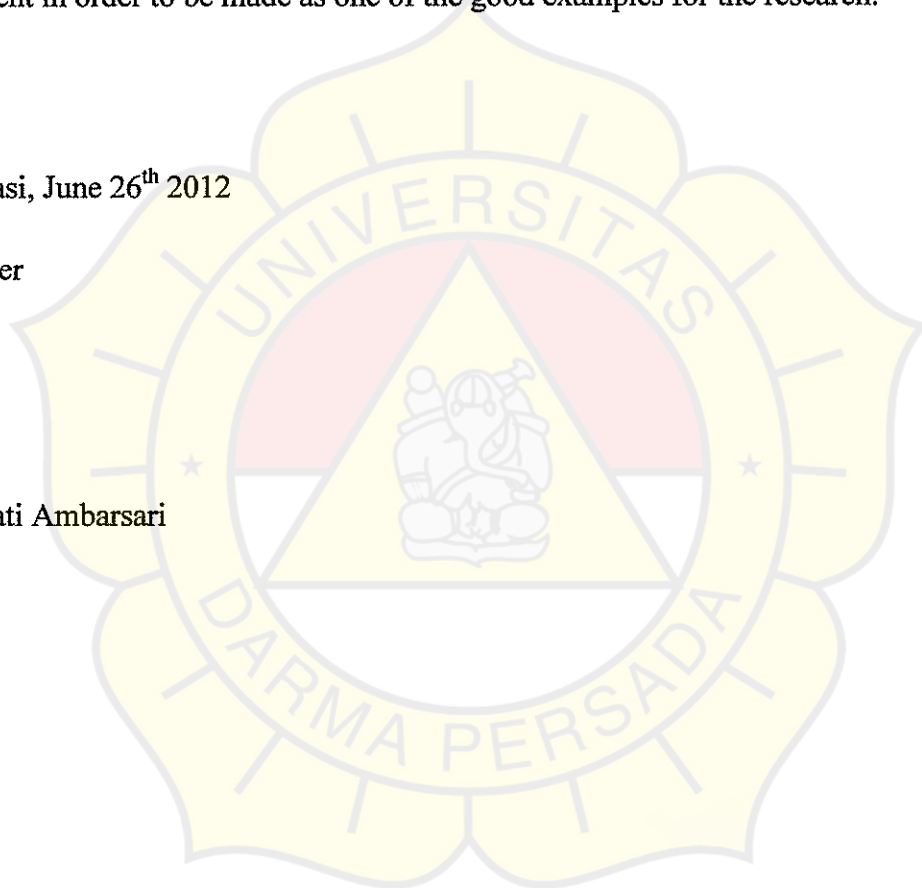 ent in order to be made as one of the good examples for the research.
asi, June 26th 2012
er
ati Ambarsari
UNIVERSITAS
DARMA PERSADA